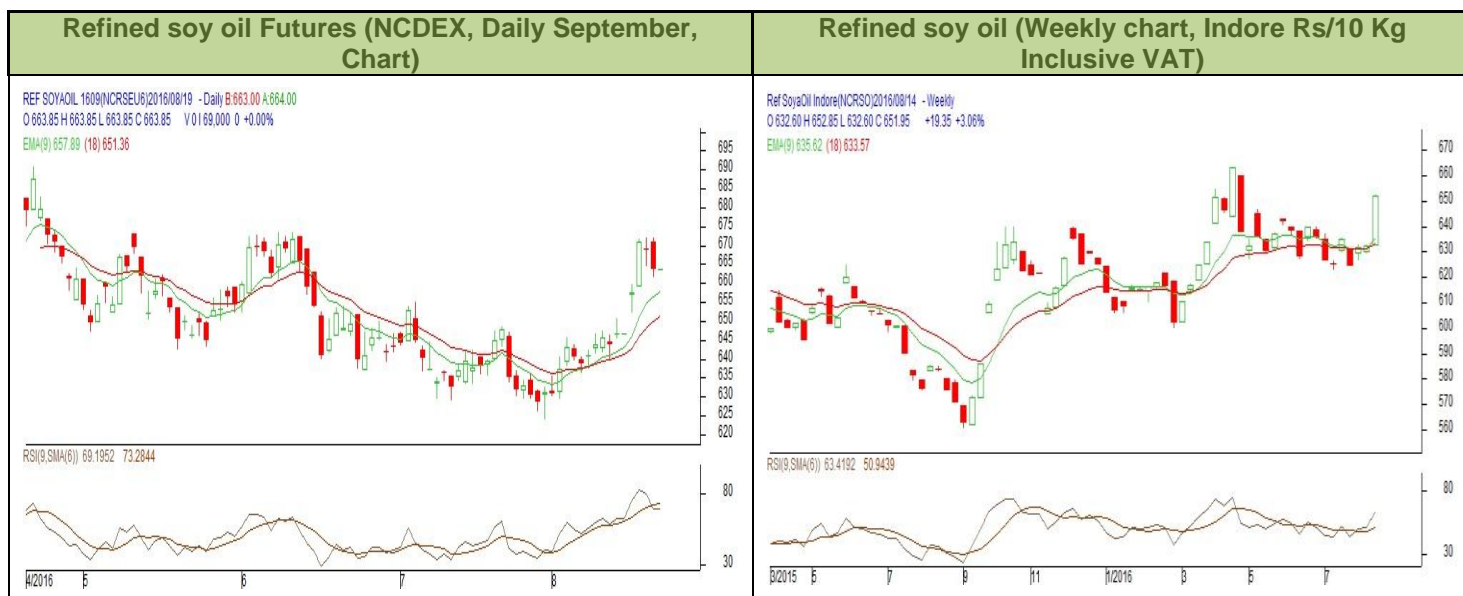 Refined soy oil Futures (NCDEX, Daily September,
Chart)
Refined soy oil (Weekly chart, Indore Rs/10 Kg
Inclusive VAT)
REF SOYAOIL 1609(NCRSEU6)2016/08/19 - Daily B:663.00 A:664.00
O 663.85 H 663.85 L 663.85 C 663.85 V 0 I 69,000 0 +0.00%
EMA(9) 657.89 (18) 651.36
695
690
685
680
675
670
665
660
655
650
645
640
635
630
625
620
RSI(9,SMA(6)) 69.1952 73.2844
80
30
4/2016 5 6 7 8
Ref SoyaOil Indore(NCRSO)2016/08/14 - Weekly
O 632.60 H 652.85 L 632.60 C 651.95 +19.35 +3.06%
EMA(9) 635.62 (18) 633.57
670
660
650
640
630
620
610
600
590
580
570
560
RSI(9,SMA(6)) 63.4192 50.9439
80
30
3/2015 5 7 9 11 1/2016 3 5 7